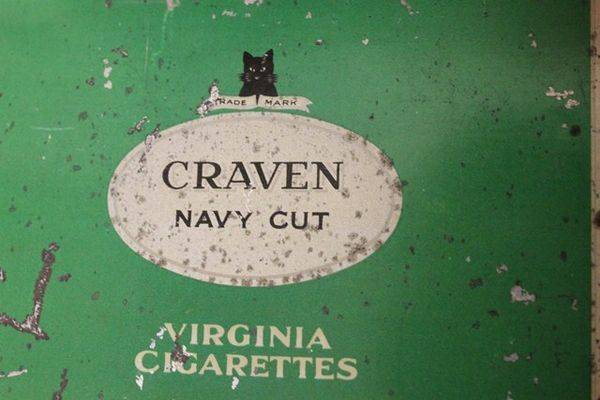 TRADE MARK
CRAVEN
NAVY CUT
VIRGINIA
CIGARETTES